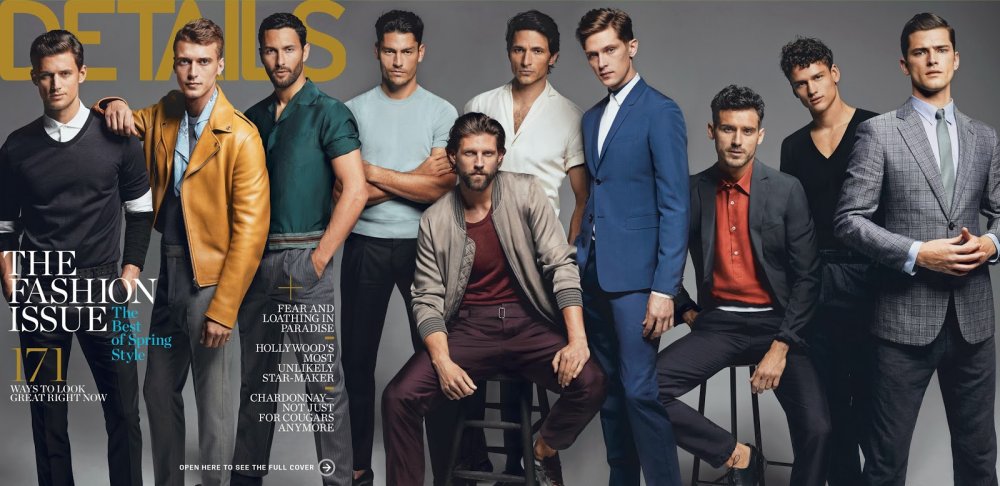 DETAILS
THE
FASHION
ISSUE
The
Best
of Spring
Style
171
WAYS TO LOOK
GREAT RIGHT NOW
+
FEAR AND
LOATHING IN
PARADISE
HOLLYWOOD'S
MOST
UNLIKELY
STAR-MAKER
CHARDONNAY—
NOT JUST
FOR COUGARS
ANYMORE
OPEN HERE TO SEE THE FULL COVER